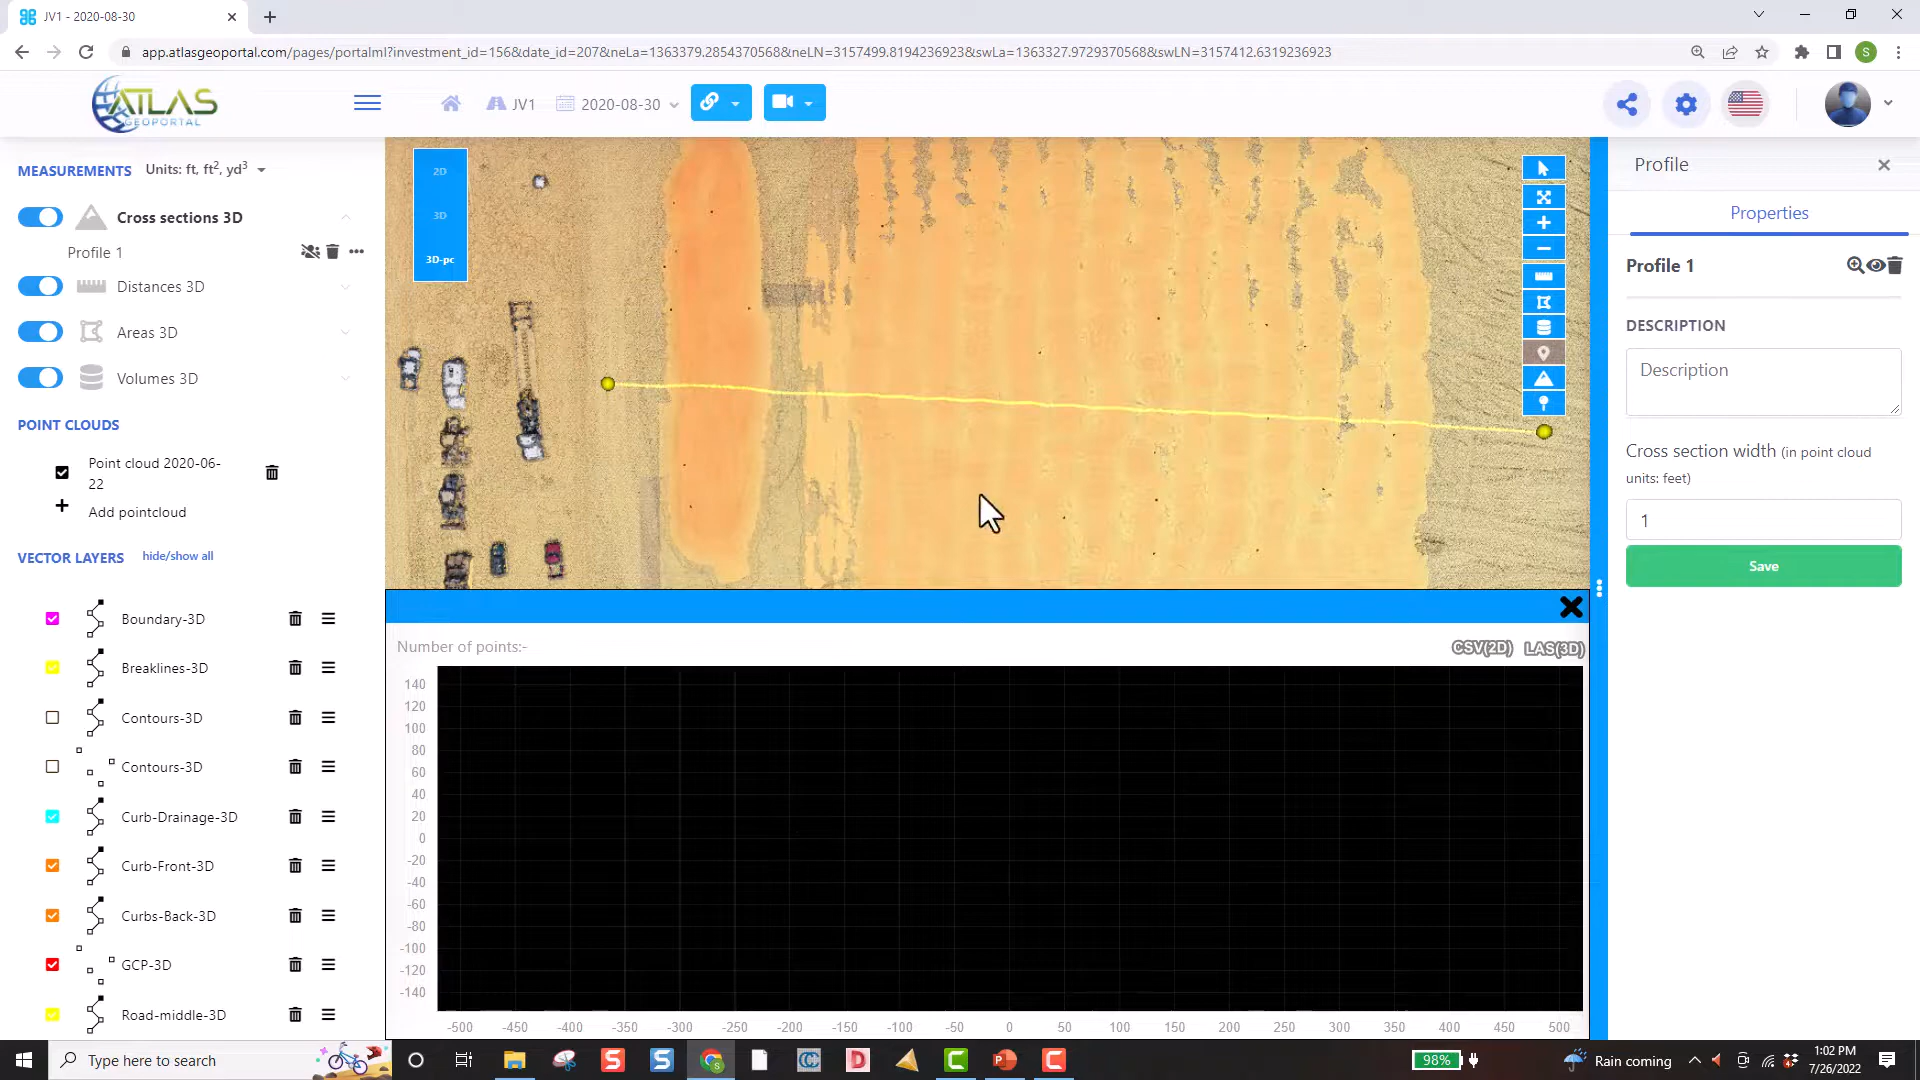 JV1 - 2020-08-30
app.atlasgeoportal.com/pages/portalml?investment_id=156&date_id=207&neLa=1363379.2854370568&neLN=3157499.8194236923&swLa=1363327.9729370568&swLN=3157412.6319236923
S
ATLAS
GEOPORTAL
JV1
2020-08-30
MEASUREMENTS
Units: ft, ft2, yd3
Cross sections 3D
Profile 1
Distances 3D
Areas 3D
Volumes 3D
POINT CLOUDS
Point cloud 2020-06-
22
Add pointcloud
VECTOR LAYERS
hide/show all
Boundary-3D
Breaklines-3D
Contours-3D
Contours-3D
Curb-Drainage-3D
Curb-Front-3D
Curbs-Back-3D
GCP-3D
Road-middle-3D
2D
3D
3D-pc
Number of points:-
CSV(2D) LAS(3D)
140
120
100
80
60
40
20
0
-20
-40
-60
-80
-100
-120
-140
-500 -450 -400 -350 -300 -250 -200 -150 -100 -50 0 50 100 150 200 250 300 350 400 450 500
Profile
Properties
Profile 1
DESCRIPTION
Description
Cross section width (in point cloud
units: feet)
1
Save
Type here to search
98%
Rain coming
1:02 PM
7/26/2022